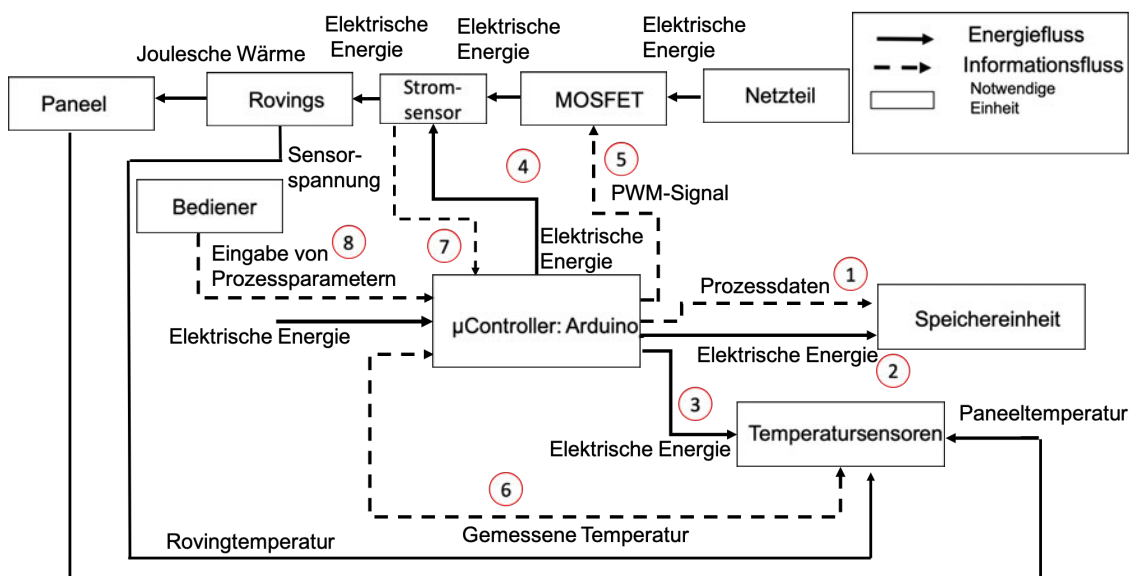 Elektrische
Energie
Elektrische
Energie
Elektrische
Energie
Energiefluss
Informationsfluss
Notwendige
Einheit
Joulesche Wärme
Paneel
Rovings
Strom-
sensor
MOSFET
Netzteil
Sensor-
spannung
4
5
PWM-Signal
Bediener
Eingabe von
Prozessparametern
8
7
Elektrische
Energie
Prozessdaten
1
Elektrische Energie
µController: Arduino
Speichereinheit
Elektrische Energie
2
3
Elektrische Energie
Temperatursensoren
Paneeltemperatur
6
Gemessene Temperatur
Rovingtemperatur